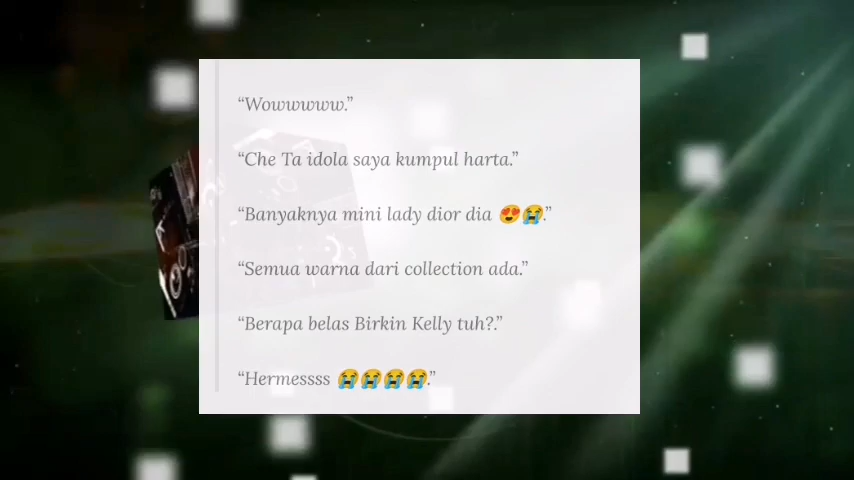 “Wowwwww.”
“Che Ta idola saya kumpul harta.”
“Banyaknya mini lady dior dia 😍😭.”
“Semua warna dari collection ada.”
“Berapa belas Birkin Kelly tuh?.”
“Hermessss 😭😭😭😭.”